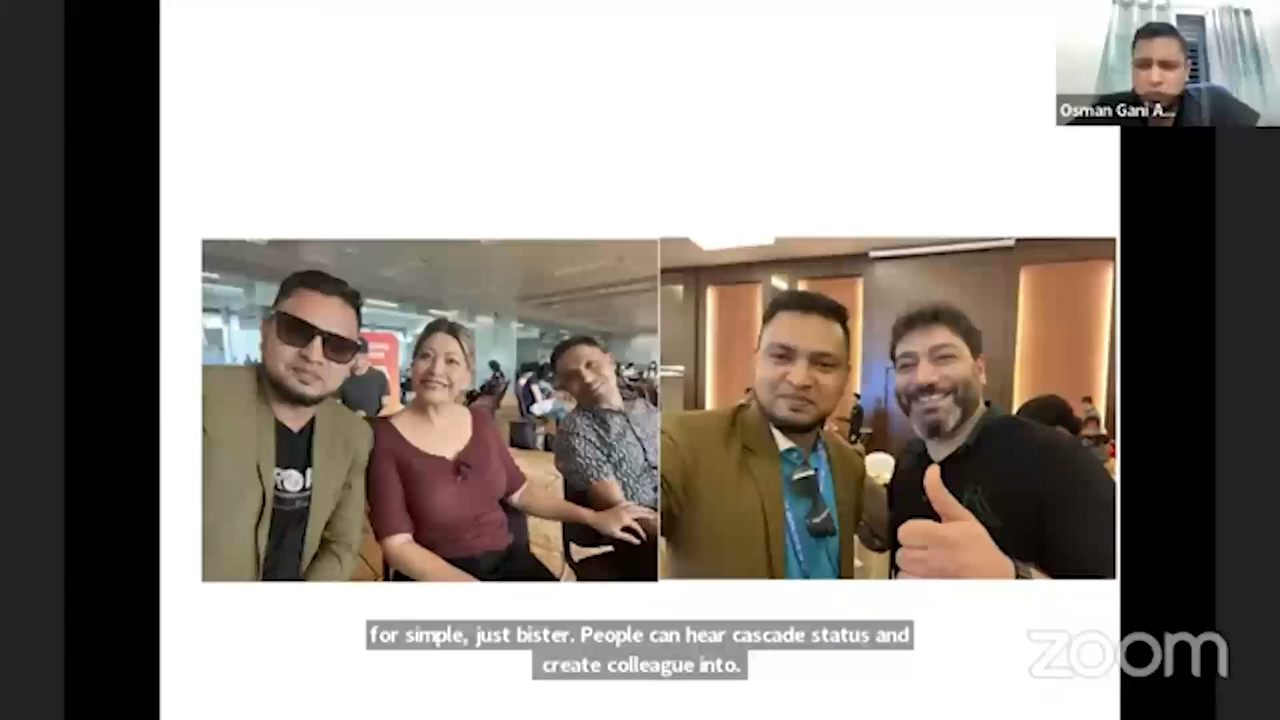 Osman Gani A...
for simple, just bister. People can hear cascade status and
create colleague into.
zoom